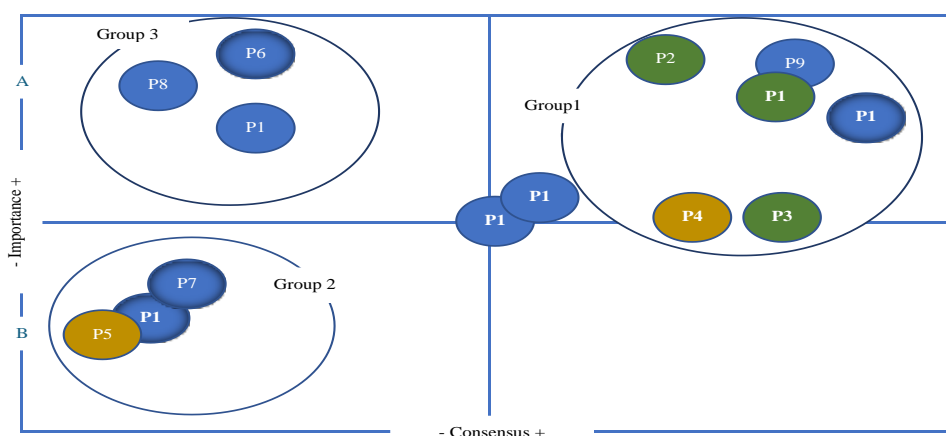 Group 3
P6
P8
P1
A
P2
P9
P1
P1
Group1
P1
P1
P4
P3
- Importance +
P7
Group 2
P1
P5
B
- Consensus +